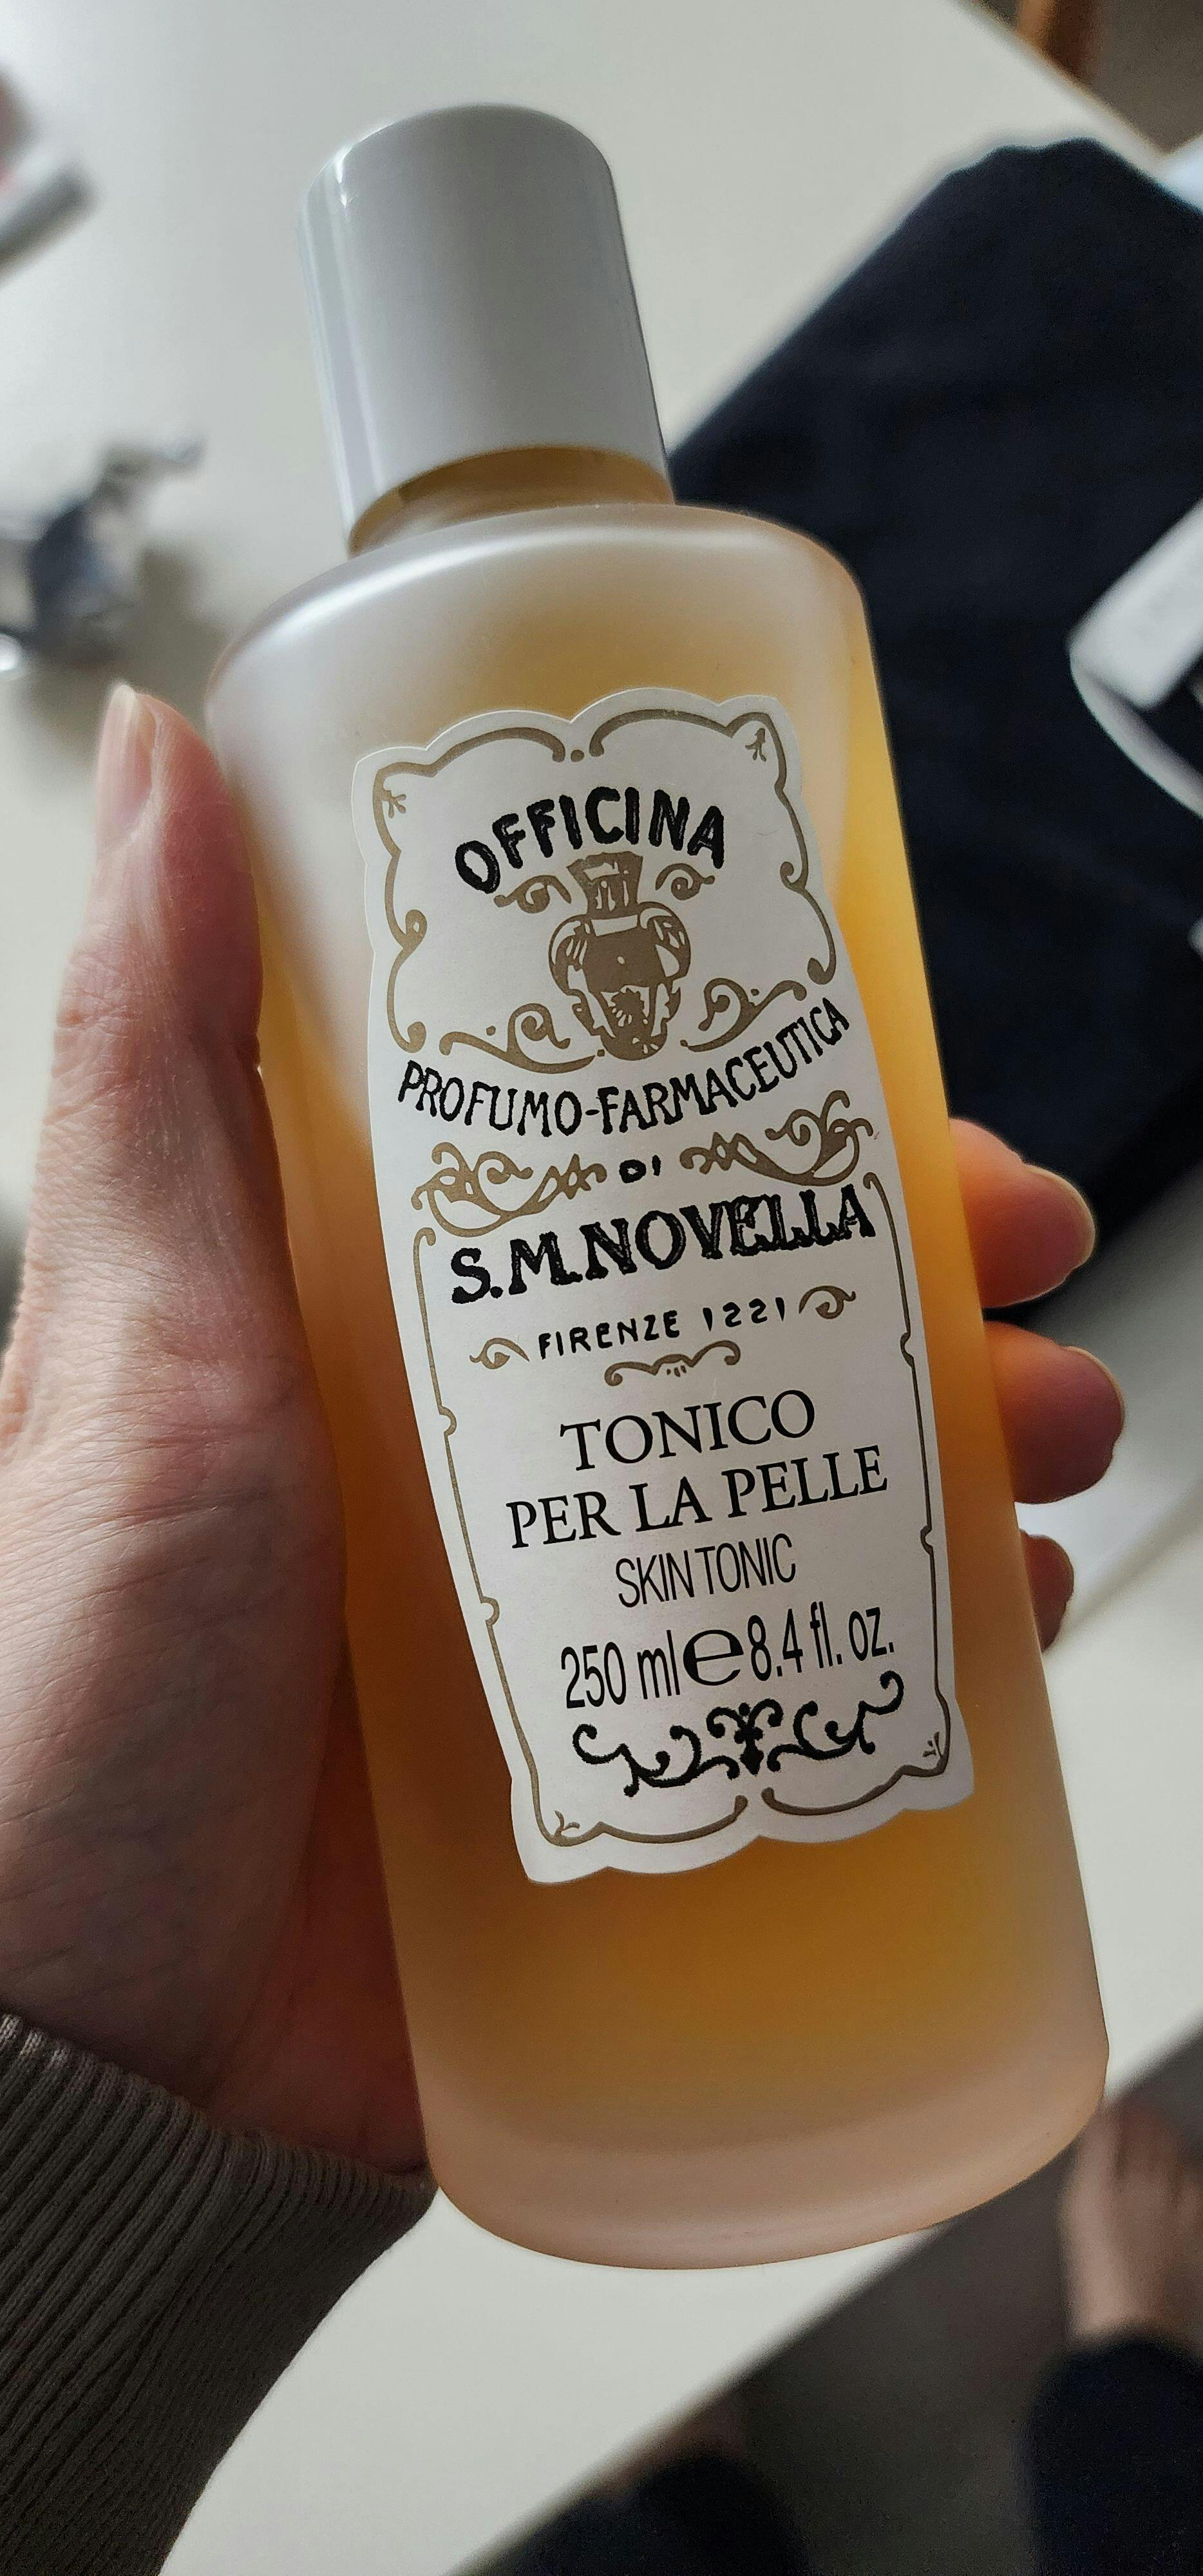 OFFICINA
PROFUMO-FARMACEUTICA
DI
S.M.NOVELLA
FIRENZE 1221
TONICO
PER LA PELLE
SKIN TONIC
250 ml e 8.4 fl. oz.